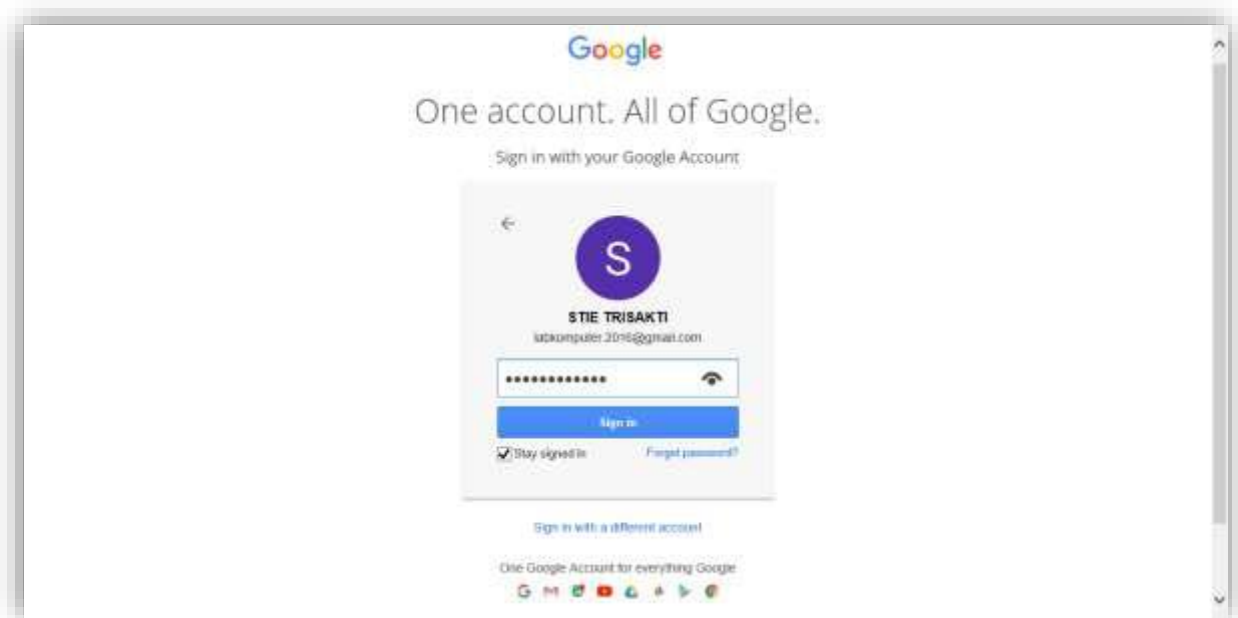 Google
One account. All of Google.
Sign in with your Google Account
S
STIE TRISAKTI
labkomputer.2016@gmail.com
••••••••••••
Sign in
Stay signed in
Forgot password?
Sign in with a different account
One Google Account for everything Google